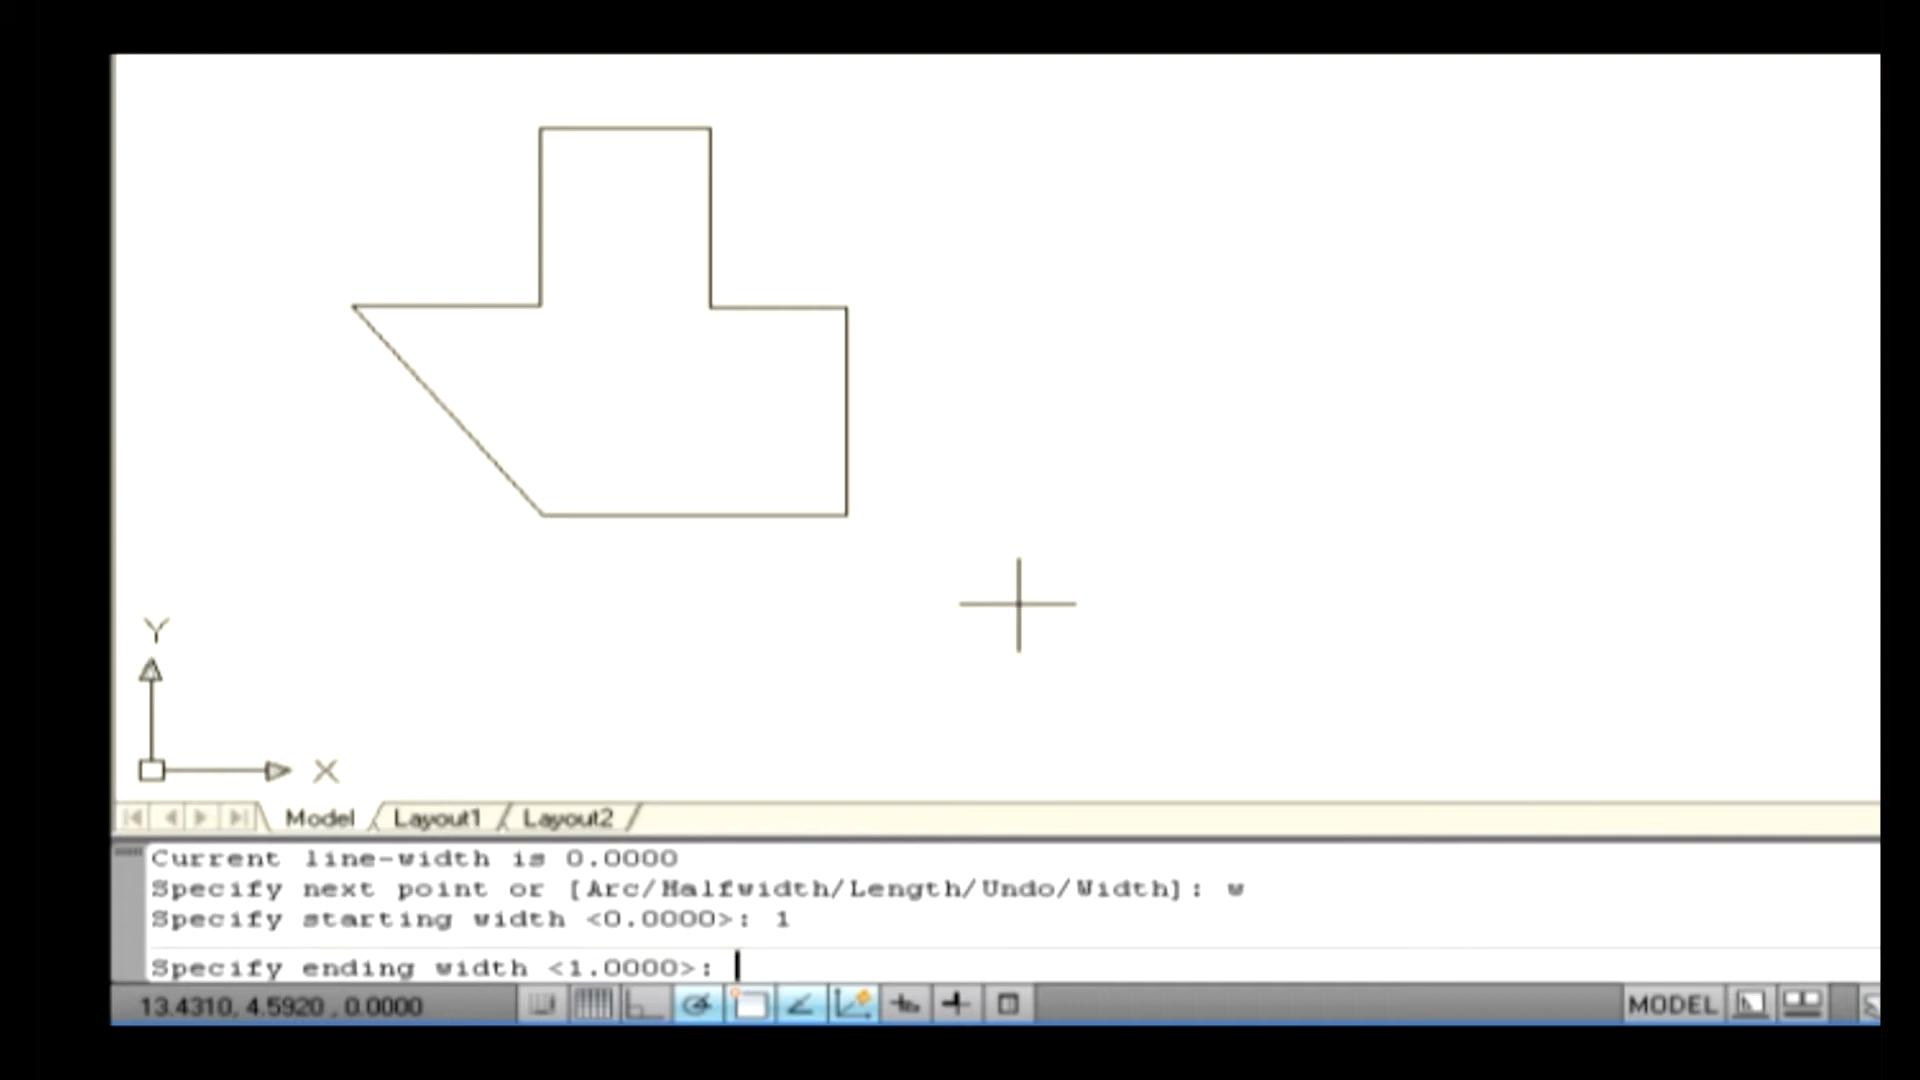 Y
X
Model
Layout1
Layout2
Current line-width is 0.0000
Specify next point or [Arc/Halfwidth/Length/Undo/Width]: w
Specify starting width <0.0000>: 1
Specify ending width <1.0000>:
13.4310, 4.5920 , 0.0000
MODEL